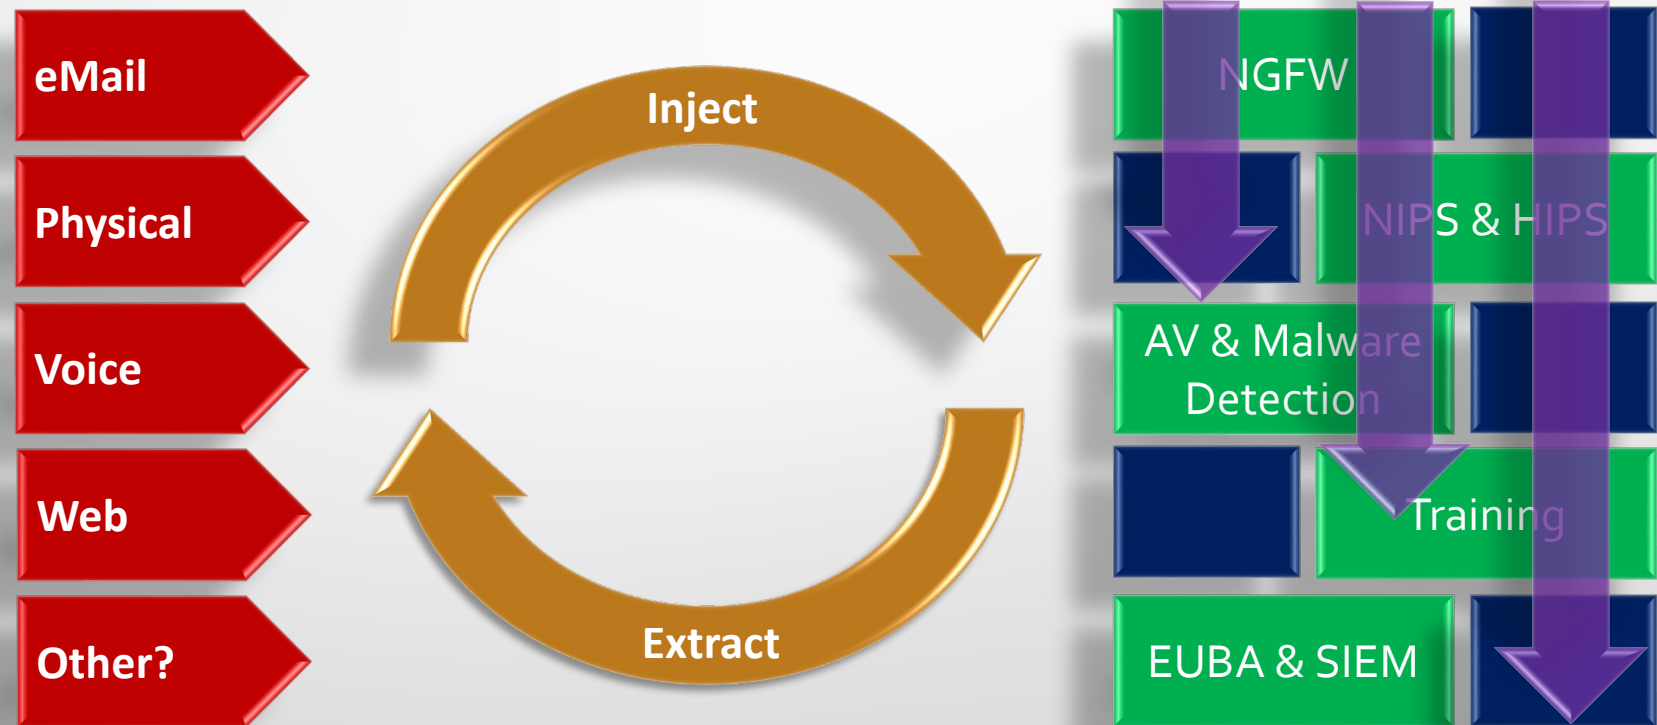 eMail
Physical
Voice
Web
Other?
Inject
Extract
NGFW
NIPS & HIPS
AV & Malware
Detection
Training
EUBA & SIEM